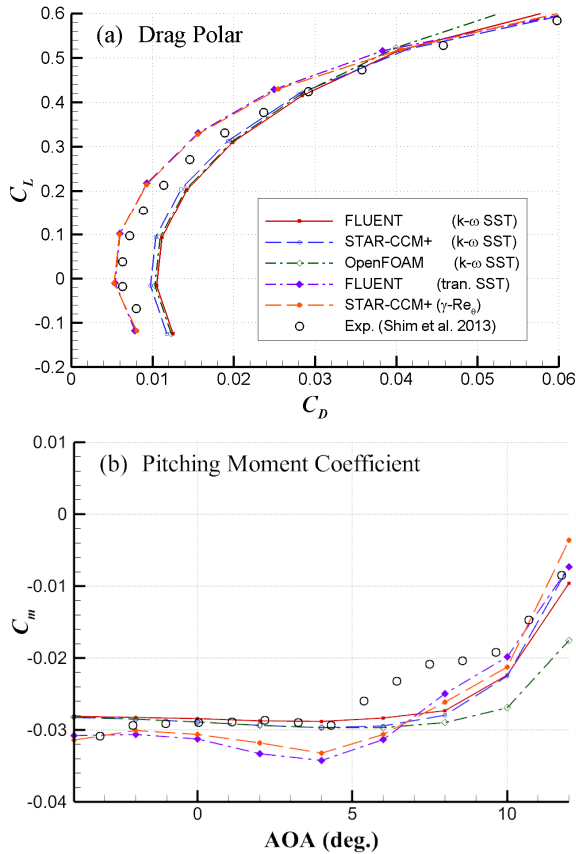 (a) Drag Polar
0.6
0.5
0.4
0.3
0.2
0.1
0
-0.1
-0.2
C_L
FLUENT (k-ω SST)
STAR-CCM+ (k-ω SST)
OpenFOAM (k-ω SST)
FLUENT (tran. SST)
STAR-CCM+ (γ-Re_θ)
Exp. (Shim et al. 2013)
0 0.01 0.02 0.03 0.04 0.05 0.06
C_D
(b) Pitching Moment Coefficient
0.01
0
-0.01
-0.02
-0.03
-0.04
C_m
0 5 10
AOA (deg.)